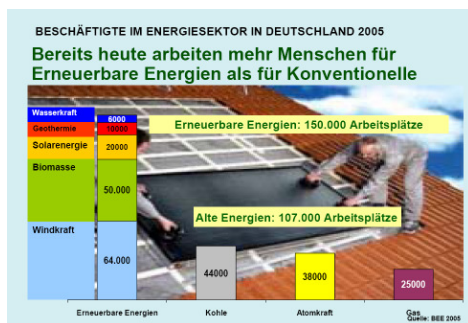 BESCHÄFTIGTE IM ENERGIESEKTOR IN DEUTSCHLAND 2005
Bereits heute arbeiten mehr Menschen für
Erneuerbare Energien als für Konventionelle
Wasserkraft
6000
Geothermie
10000
Erneuerbare Energien: 150.000 Arbeitsplätze
Solarenergie
20000
Biomasse
50.000
Alte Energien: 107.000 Arbeitsplätze
Windkraft
64.000
44000
38000
25000
Erneuerbare Energien
Kohle
Atomkraft
Gas
Quelle: BEE 2005